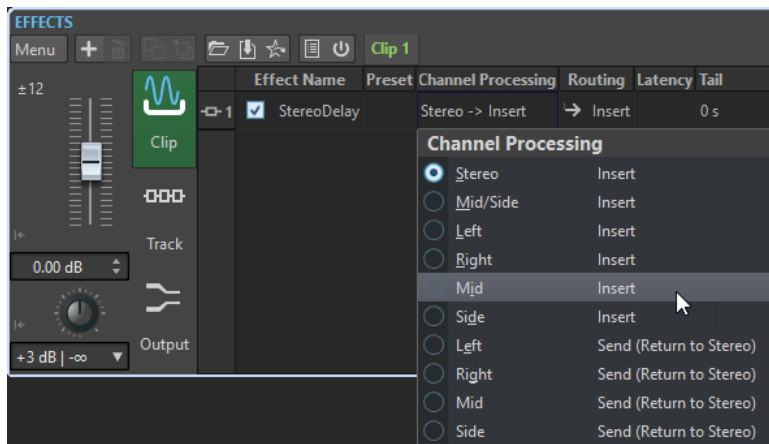 EFFECTS
Menu Clip 1
Effect Name Preset Channel Processing Routing Latency Tail
±12
1 StereoDelay Stereo -> Insert Insert 0 s
Clip
Channel Processing
Stereo Insert
Mid/Side Insert
Left Insert
Right Insert
Mid Insert
Side Insert
Left Send (Return to Stereo)
Right Send (Return to Stereo)
Mid Send (Return to Stereo)
Side Send (Return to Stereo)
Track
0.00 dB
Output
+3 dB | -∞